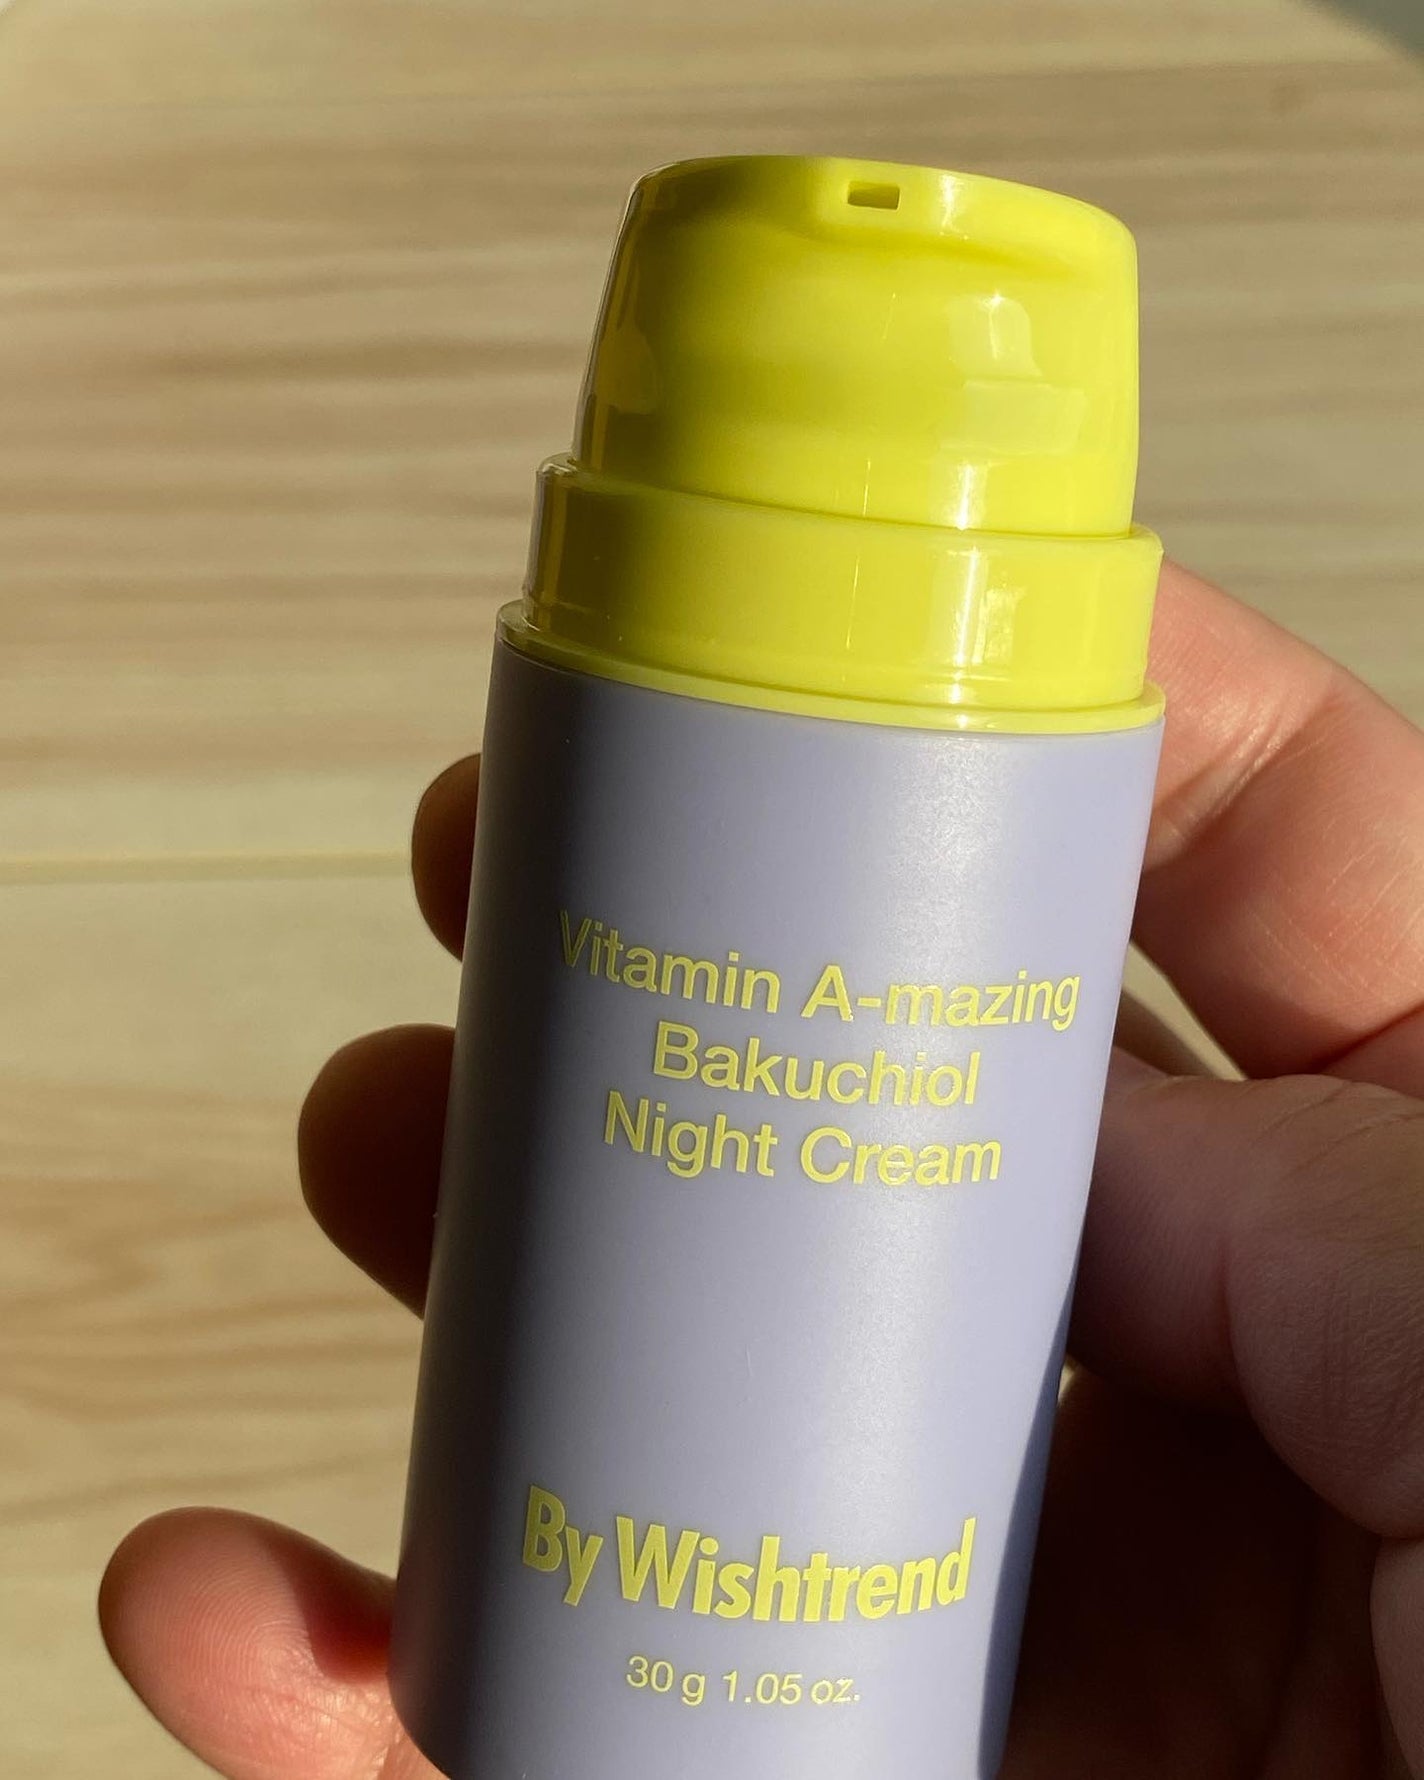 Vitamin A-mazing
Bakuchiol
Night Cream
By Wishtrend
30 g 1.05 oz.